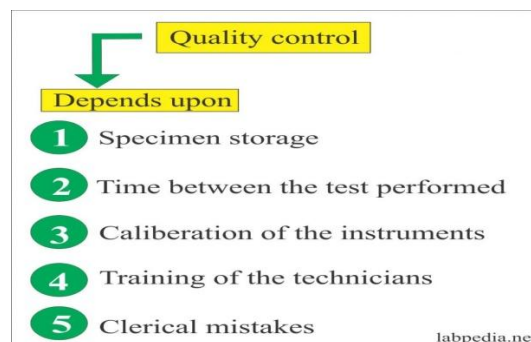 Quality control
Depends upon
1 Specimen storage
2 Time between the test performed
3 Caliberation of the instruments
4 Training of the technicians
5 Clerical mistakes
labpedia.ne